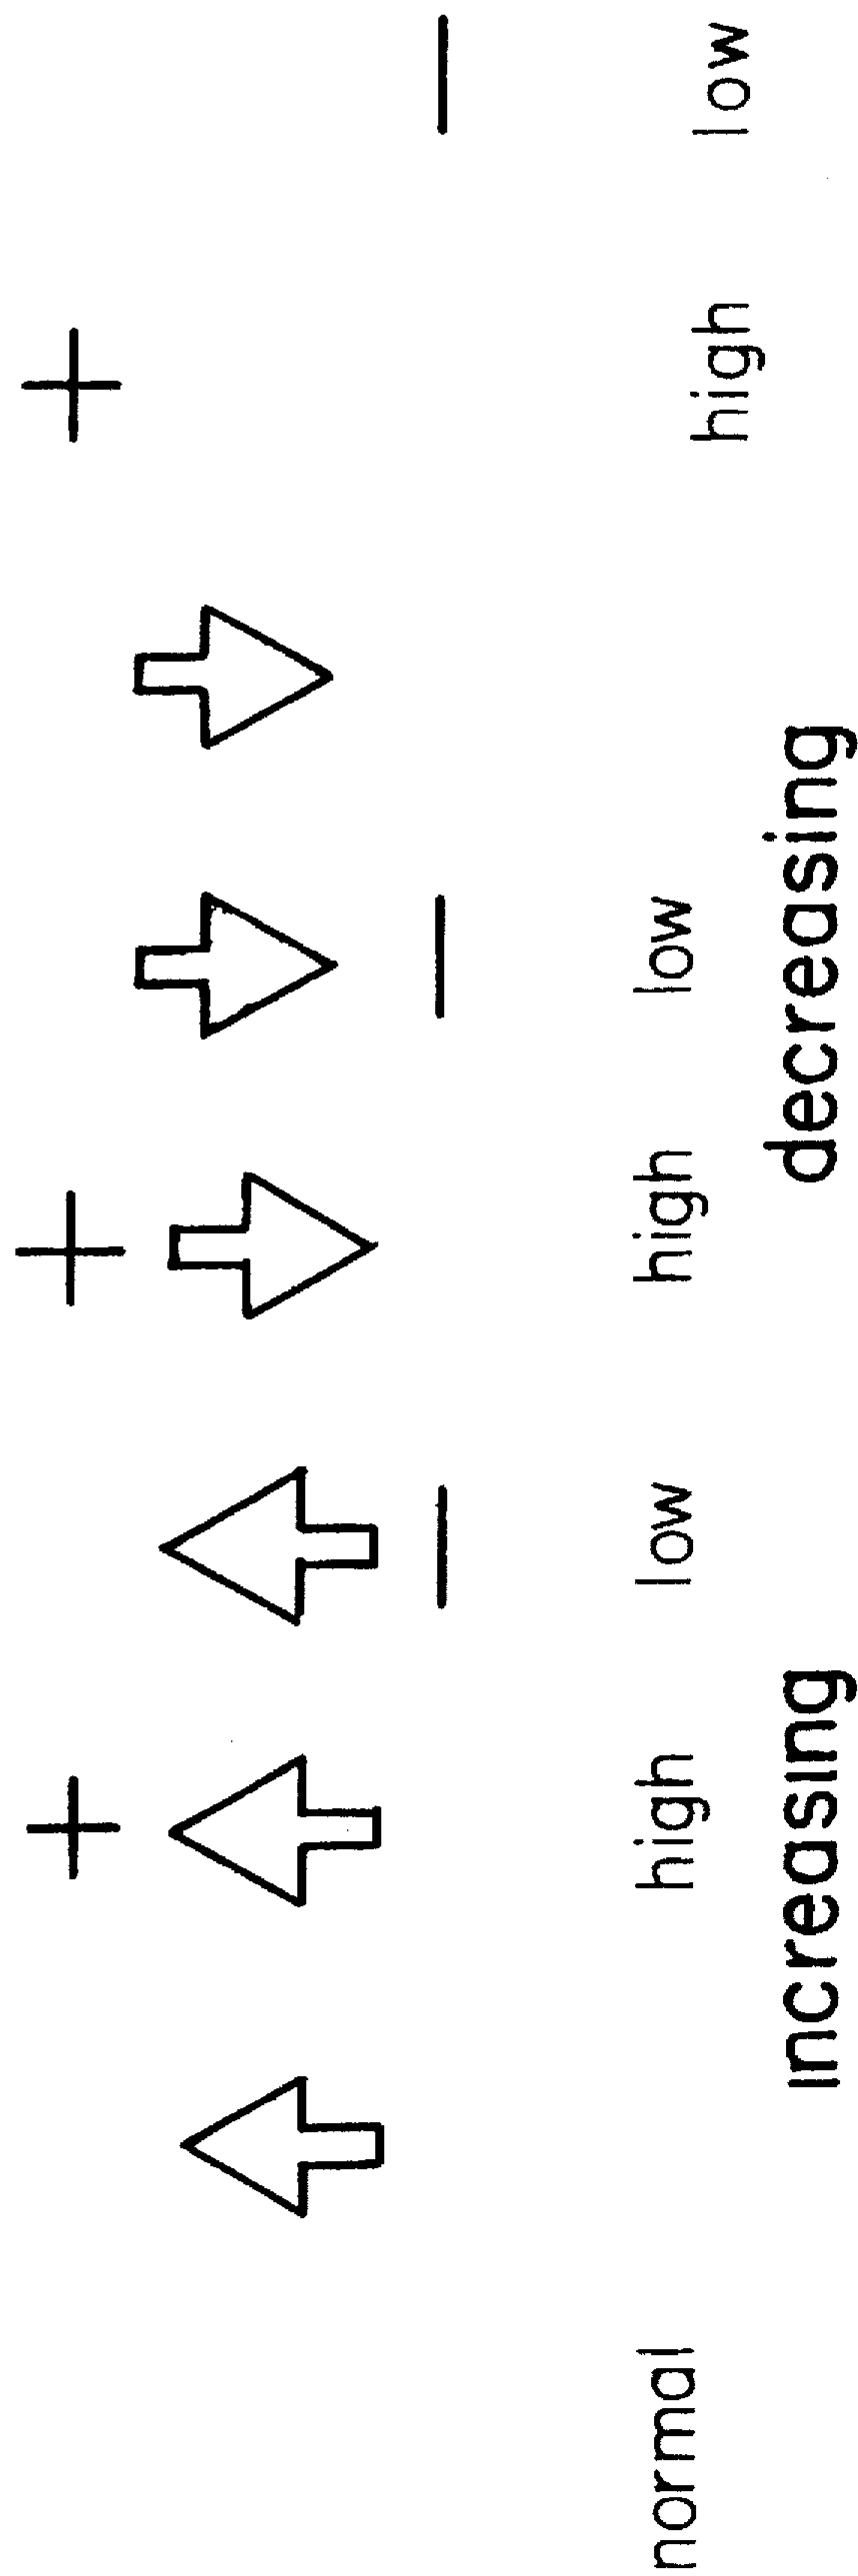 + + +
− − −
normal high low high low high low
increasing decreasing